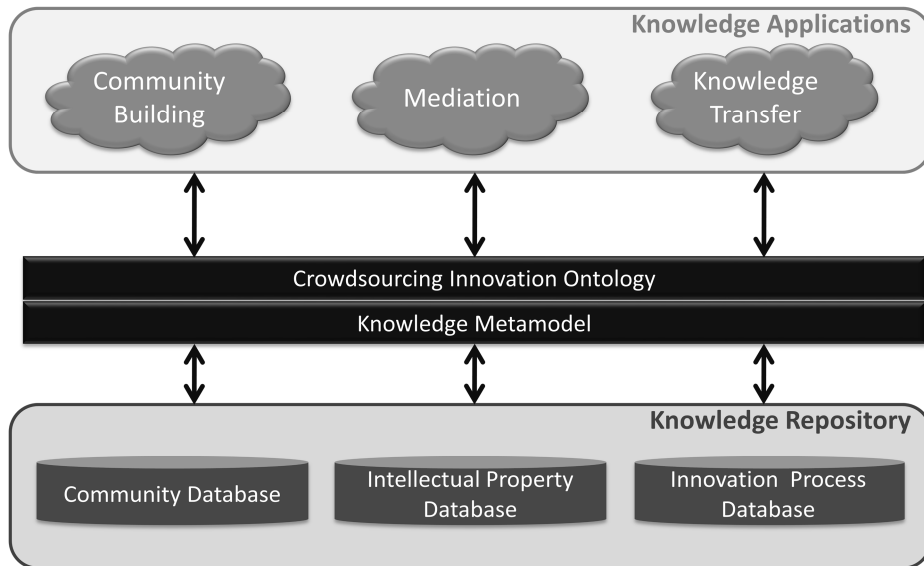 Knowledge Applications
Community
Building
Mediation
Knowledge
Transfer
Crowdsourcing Innovation Ontology
Knowledge Metamodel
Knowledge Repository
Community Database
Intellectual Property
Database
Innovation  Process
Database